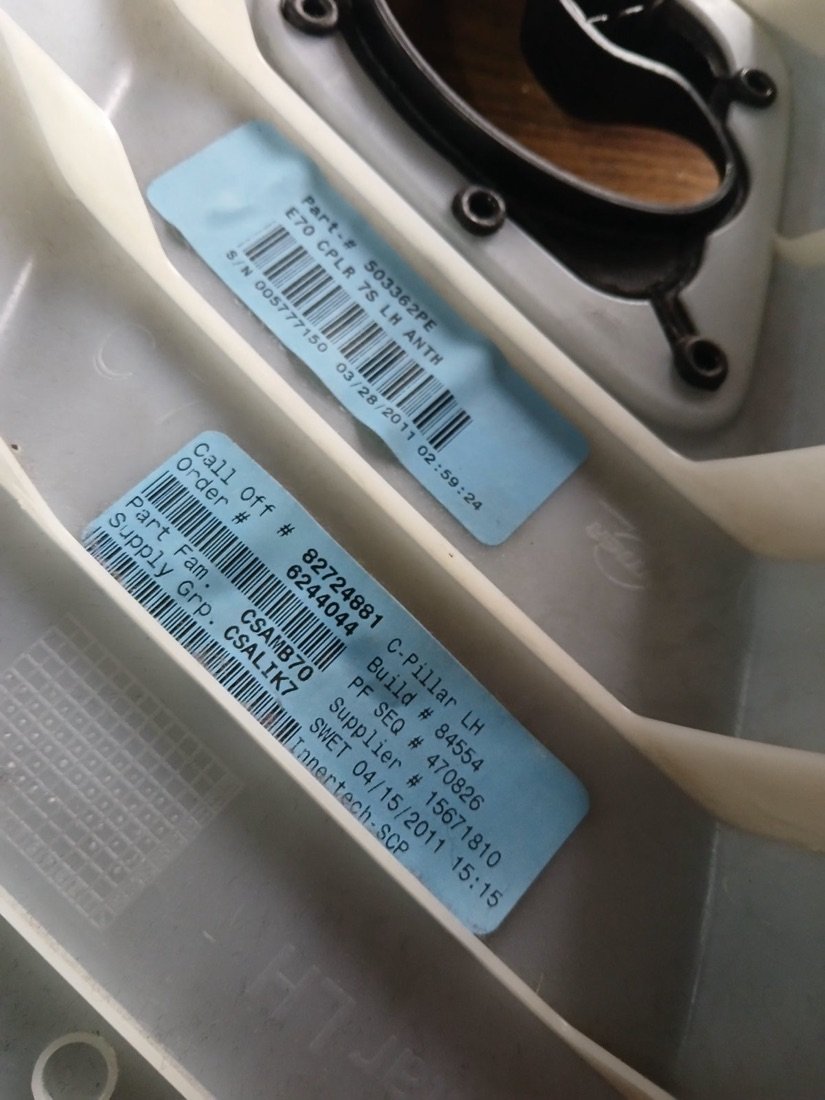 Part-# 503362PE
E70 CPLR 7S LH ANTH
S/N 005777150 03/28/2011 02:59:24
Call Off # 82724881 C-Pillar LH
Order # 6244044 Build # 84554
PF SEQ # 470826
Part Fam. CSAMB70 Supplier # 15671810
Supply Grp. CSALIK7 SWET 04/15/2011 15:15
Innertech-SCP
LH